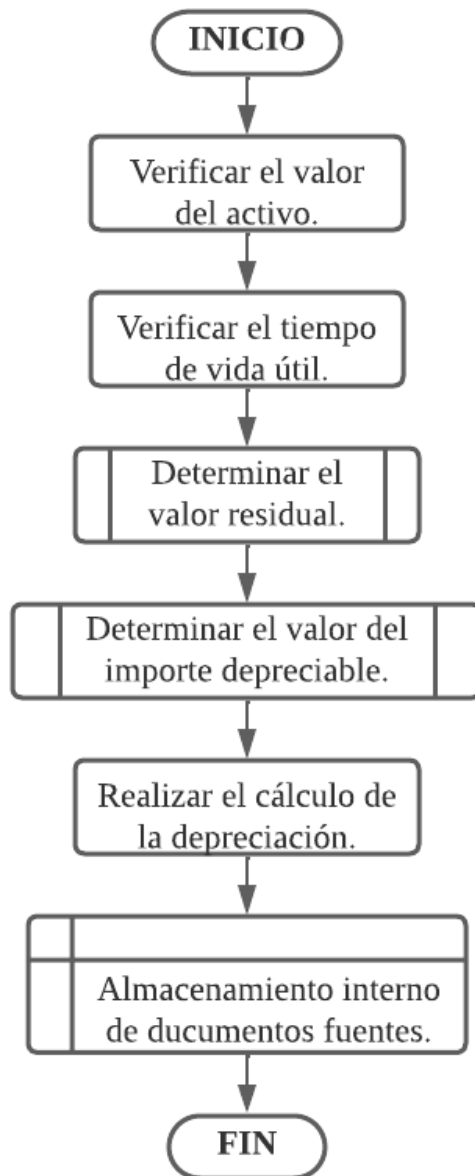 INICIO
Verificar el valor
del activo.
Verificar el tiempo
de vida útil.
Determinar el
valor residual.
Determinar el valor del
importe depreciable.
Realizar el cálculo de
la depreciación.
Almacenamiento interno
de ducumentos fuentes.
FIN